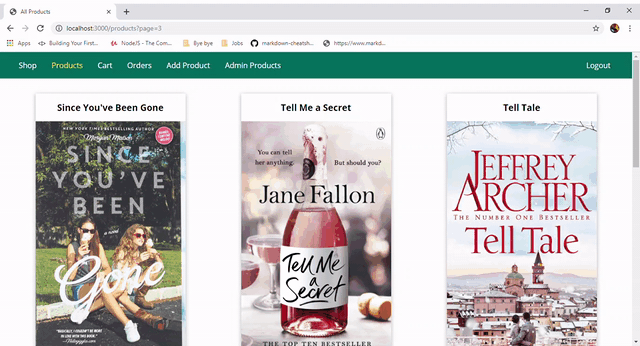 All Products
localhost:3000/products?page=3
Apps
Building Your First...
NodeJS - The Com...
Bye bye
Jobs
markdown-cheatsh...
https://www.markd...
Shop
Products
Cart
Orders
Add Product
Admin Products
Logout
Since You've Been Gone
NEW YORK TIMES BESTSELLING AUTHOR
Morgan Matson
SINCE
YOU'VE
BEEN
a novel
Gone
Tell Me a Secret
You can tell
her anything.
But should you?
Jane Fallon
Tell Me
a
Secret
THE TOP TEN BESTSELLER
Tell Tale
JEFFREY
ARCHER
THE NUMBER ONE BESTSELLER
Tell Tale